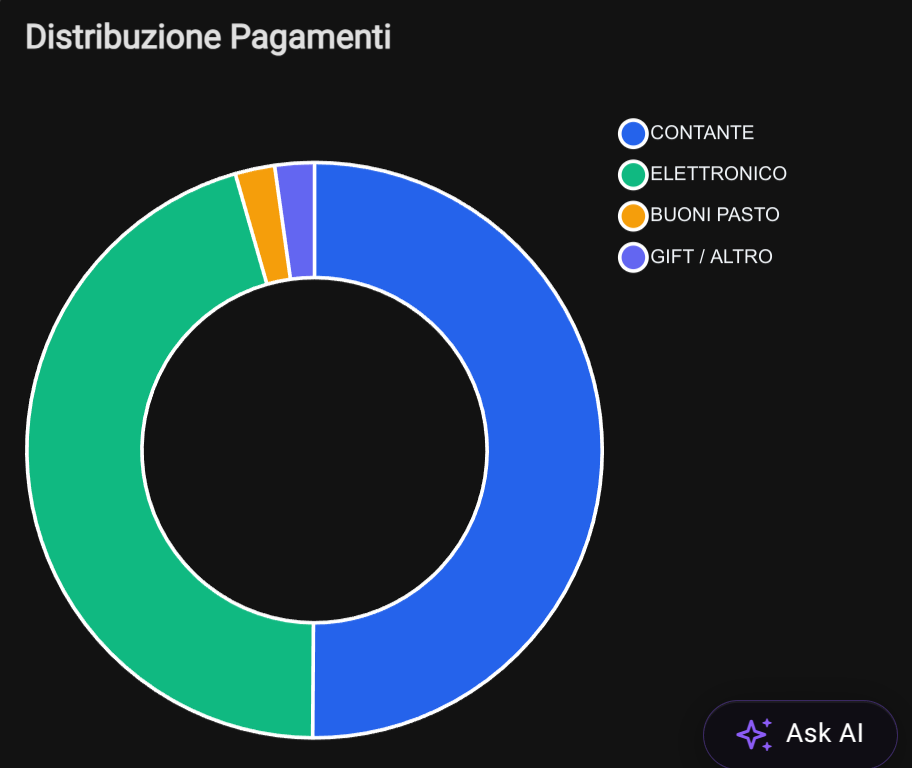 Distribuzione Pagamenti
CONTANTE
ELETTRONICO
BUONI PASTO
GIFT / ALTRO
Ask AI